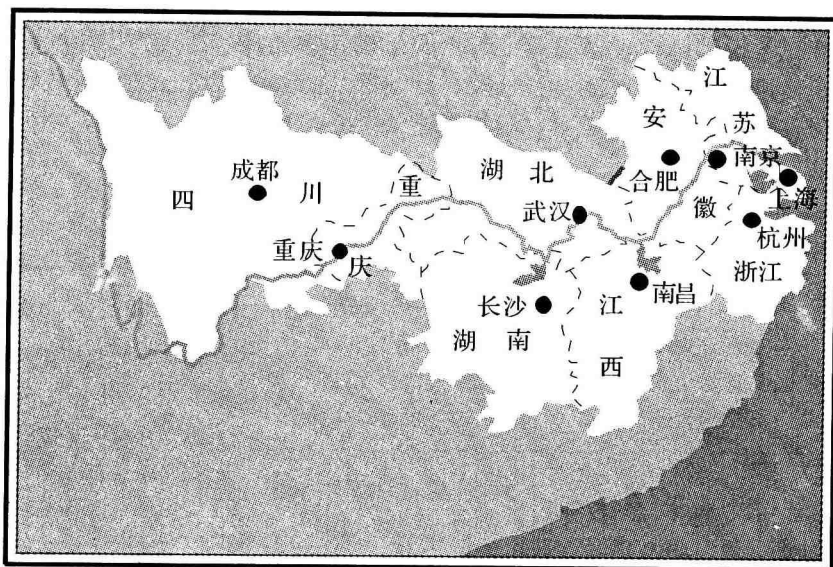 四川
成都
重庆
重庆
湖北
武汉
湖南
长沙
江西
南昌
安徽
合肥
江苏
南京
上海
浙江
杭州